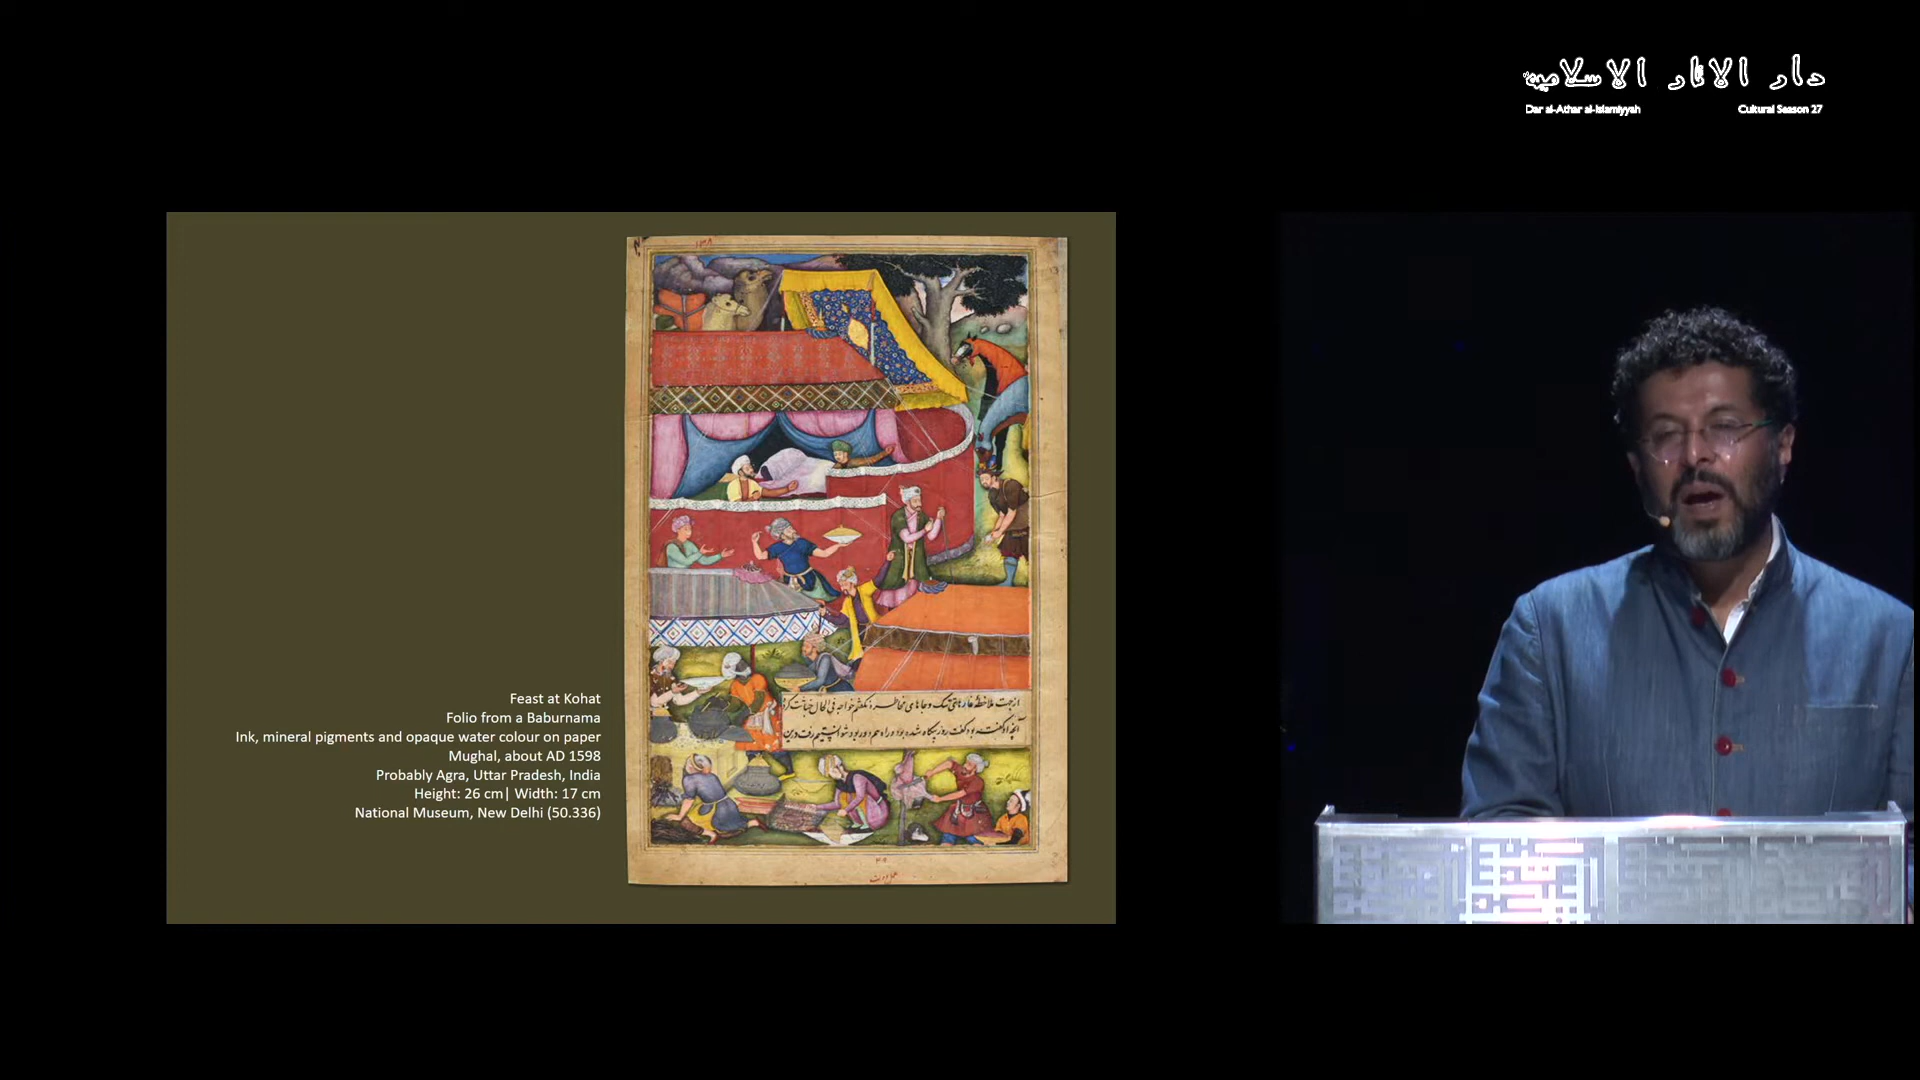 دار الآثار الإسلامية
Dar al-Athar al-Islamiyyah
Cultural Season 27
Feast at Kohat
Folio from a Baburnama
Ink, mineral pigments and opaque water colour on paper
Mughal, about AD 1598
Probably Agra, Uttar Pradesh, India
Height: 26 cm| Width: 17 cm
National Museum, New Delhi (50.336)